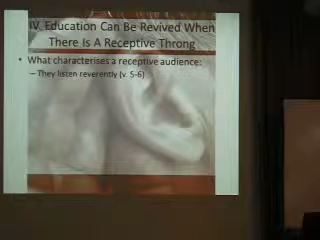 IV. Education Can Be Revived When
There Is A Receptive Throng
• What characterises a receptive audience:
– They listen reverently (v. 5-6)